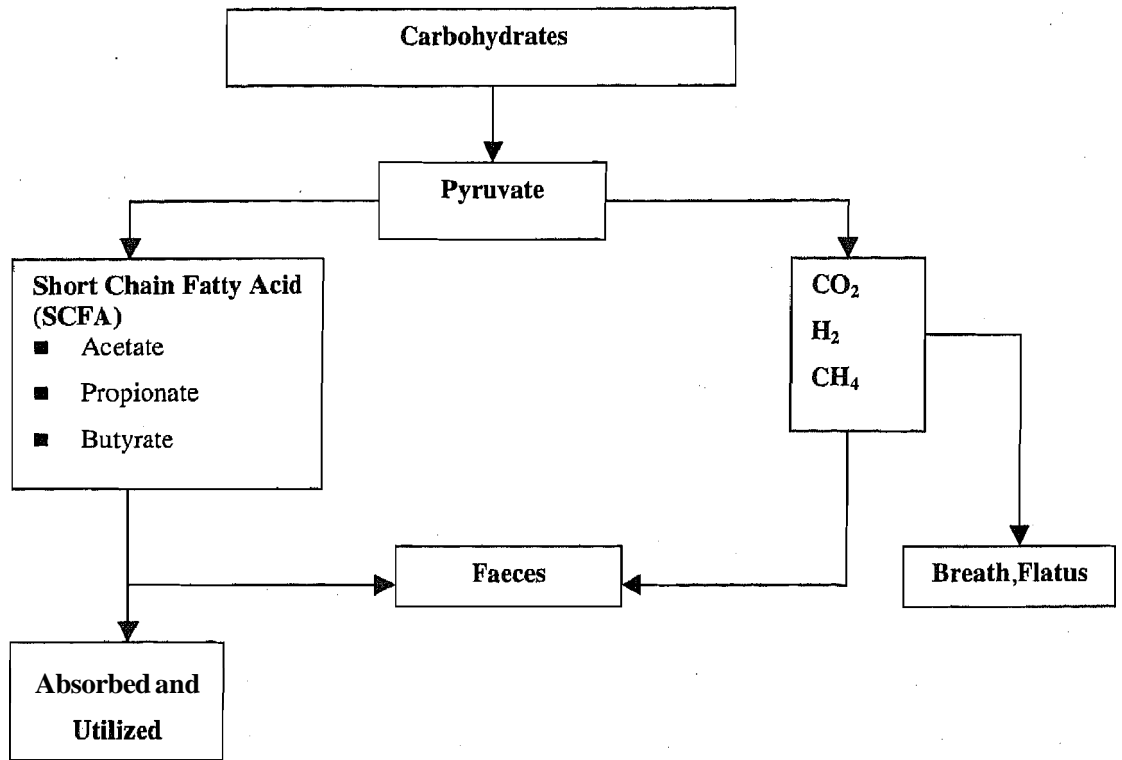 Carbohydrates
Pyruvate
Short Chain Fatty Acid
(SCFA)
■ Acetate
■ Propionate
■ Butyrate
CO₂
H₂
CH₄
Faeces
Breath,Flatus
Absorbed and
Utilized